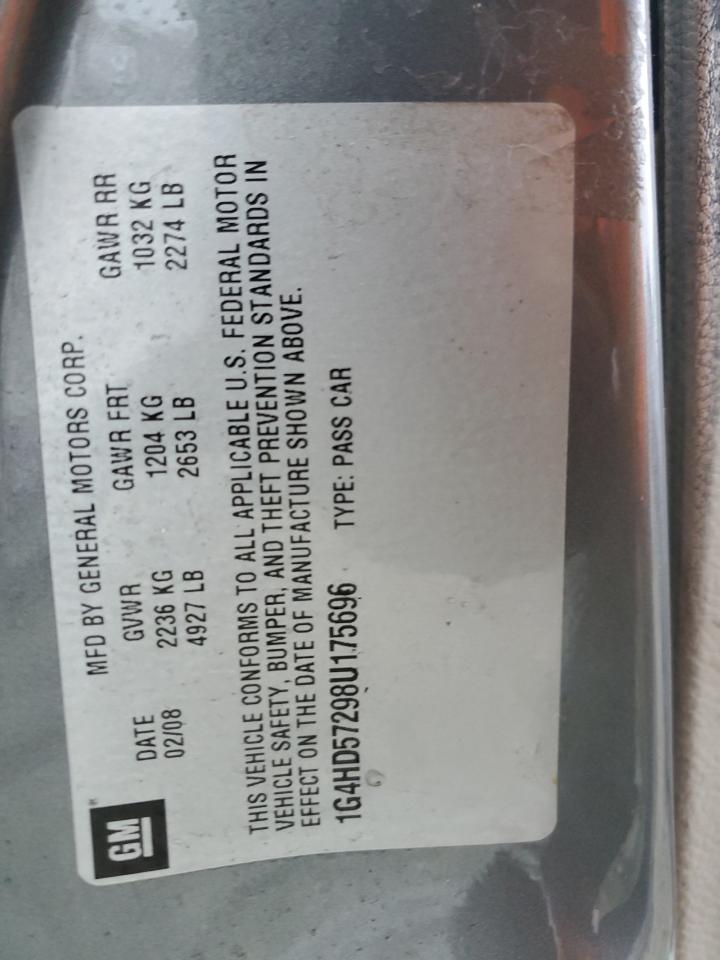 GM
MFD BY GENERAL MOTORS CORP.
DATE GVWR GAWR FRT GAWR RR
02/08 2236 KG 1204 KG 1032 KG
4927 LB 2653 LB 2274 LB
THIS VEHICLE CONFORMS TO ALL APPLICABLE U.S. FEDERAL MOTOR
VEHICLE SAFETY, BUMPER, AND THEFT PREVENTION STANDARDS IN
EFFECT ON THE DATE OF MANUFACTURE SHOWN ABOVE.
1G4HD57298U175696 TYPE: PASS CAR